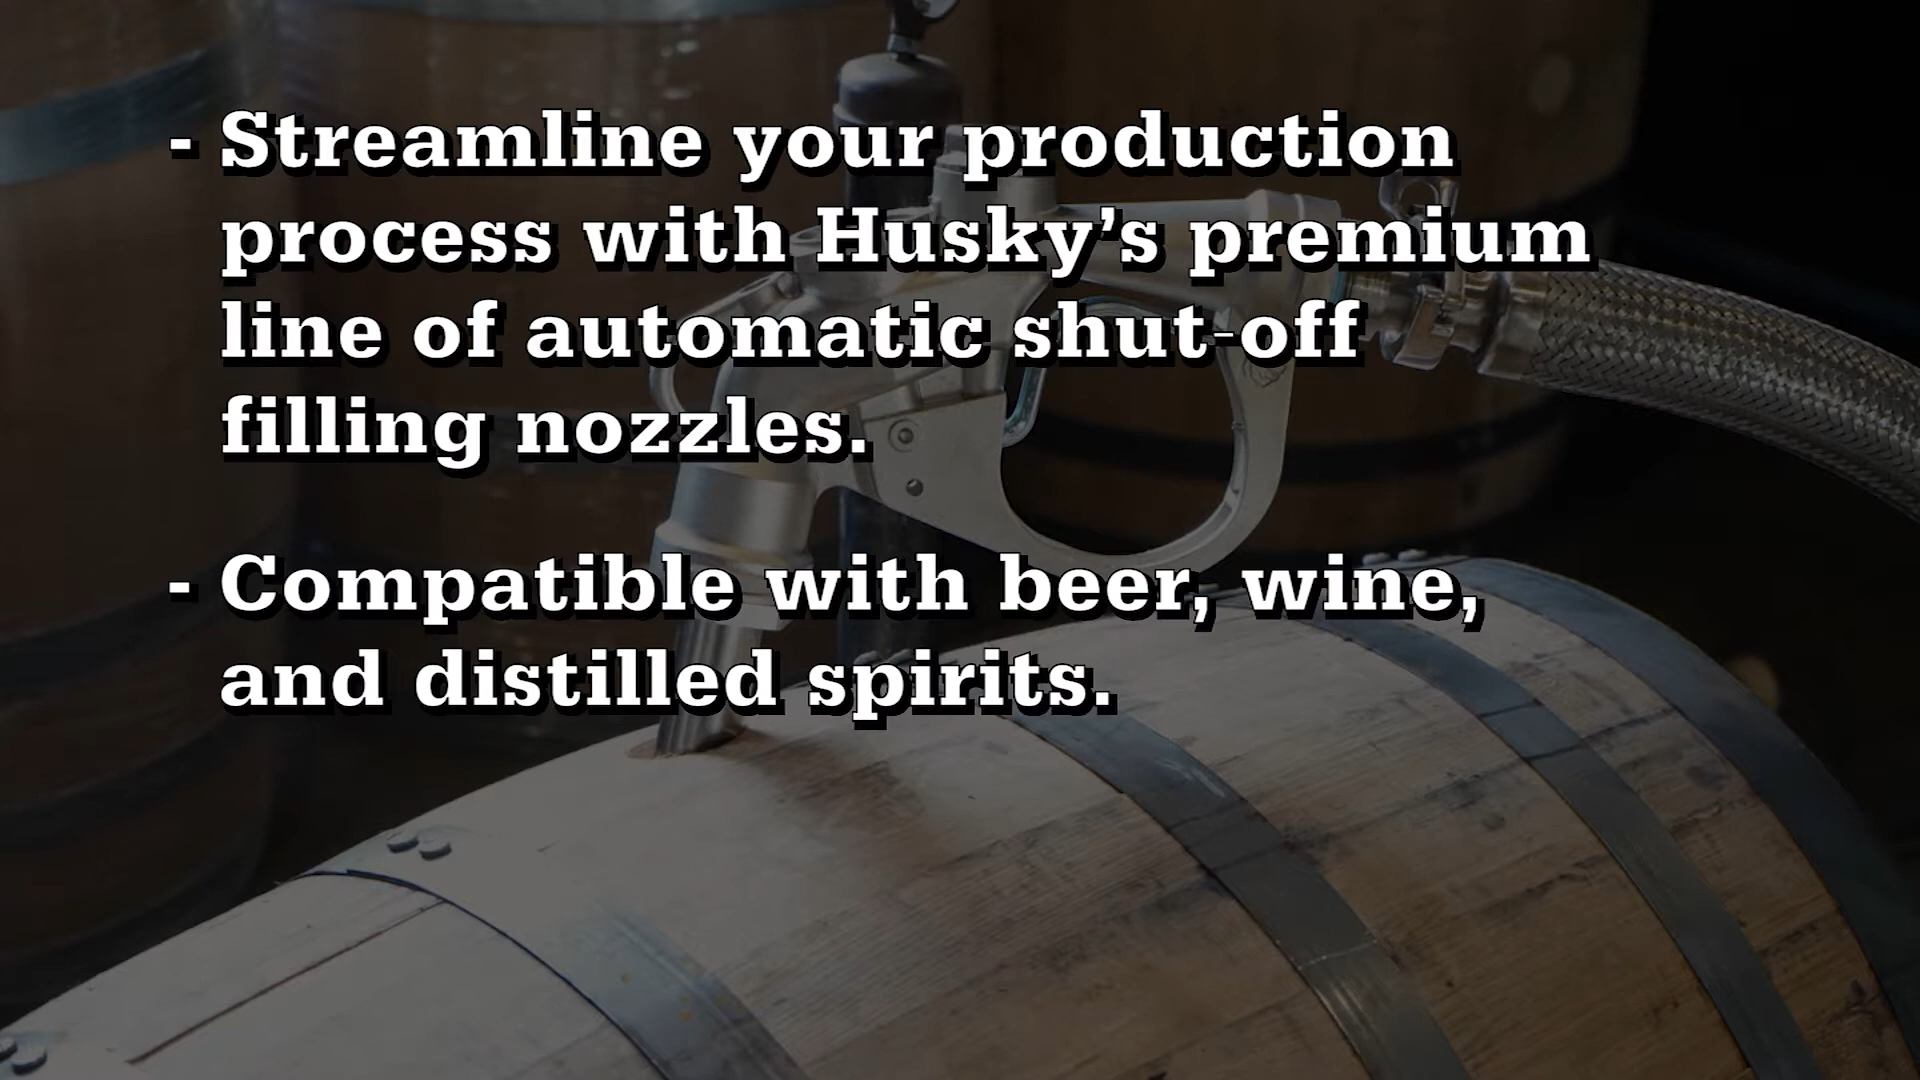 - Streamline your production
process with Husky’s premium
line of automatic shut-off
filling nozzles.
- Compatible with beer, wine,
and distilled spirits.